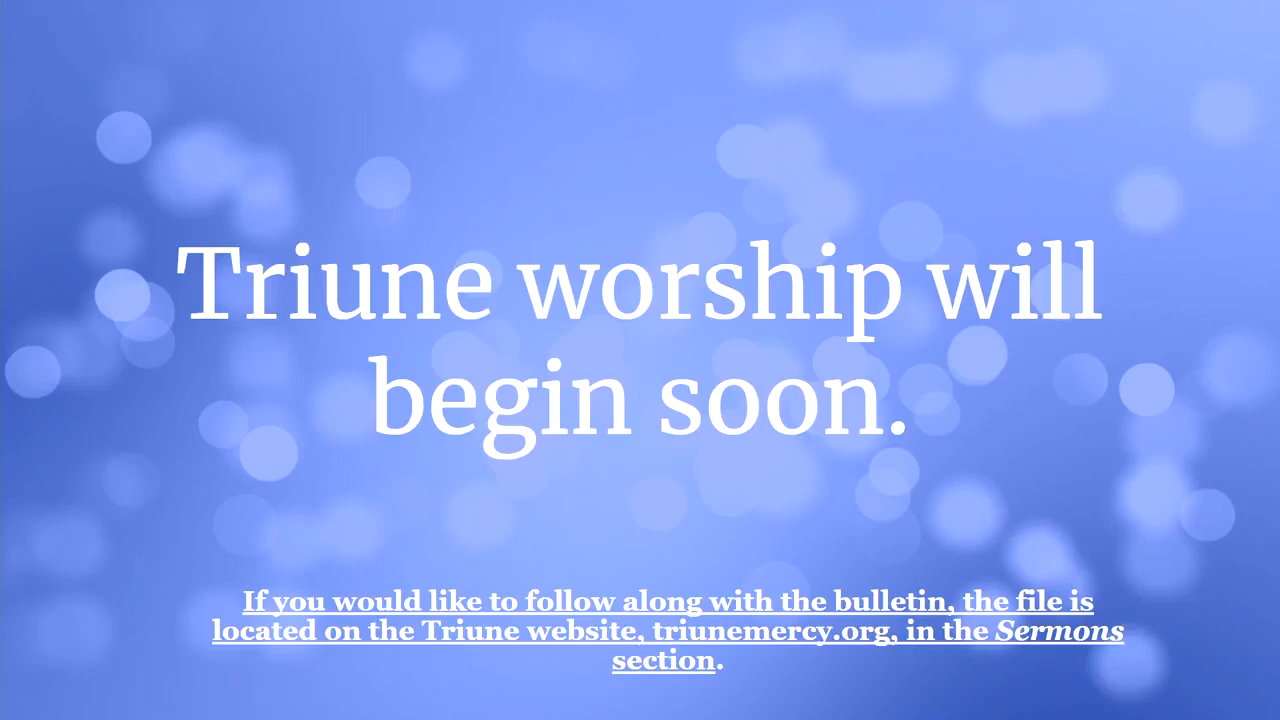 Triune worship will
begin soon.
If you would like to follow along with the bulletin, the file is
located on the Triune website, triunemercy.org, in the Sermons
section.